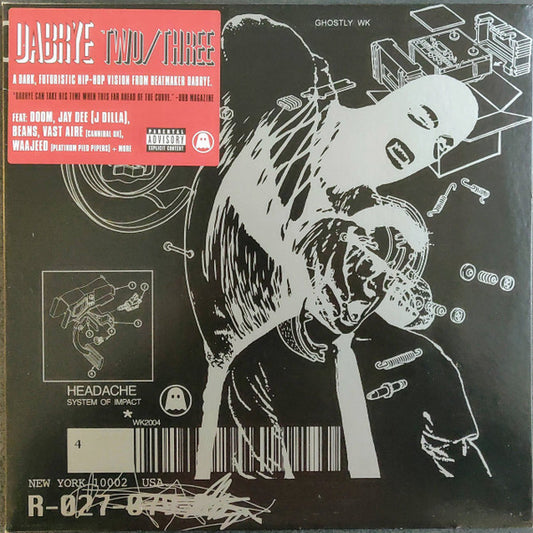 DABRYE TWO/THREE
A DARK, FUTURISTIC HIP-HOP VISION FROM BEATMAKER DABRYE.
"DABRYE CAN TAKE HIS TIME WHEN THIS FAR AHEAD OF THE CURVE." -URB MAGAZINE
FEAT: DOOM, JAY DEE [J DILLA],
BEANS, VAST AIRE [CANNIBAL OX],
WAAJEED [PLATINUM PIED PIPERS] + MORE
PARENTAL
ADVISORY
EXPLICIT CONTENT
GHOSTLY WK
HEADACHE
SYSTEM OF IMPACT
*
WK2004
4
NEW YORK 10002 USA
R-027-